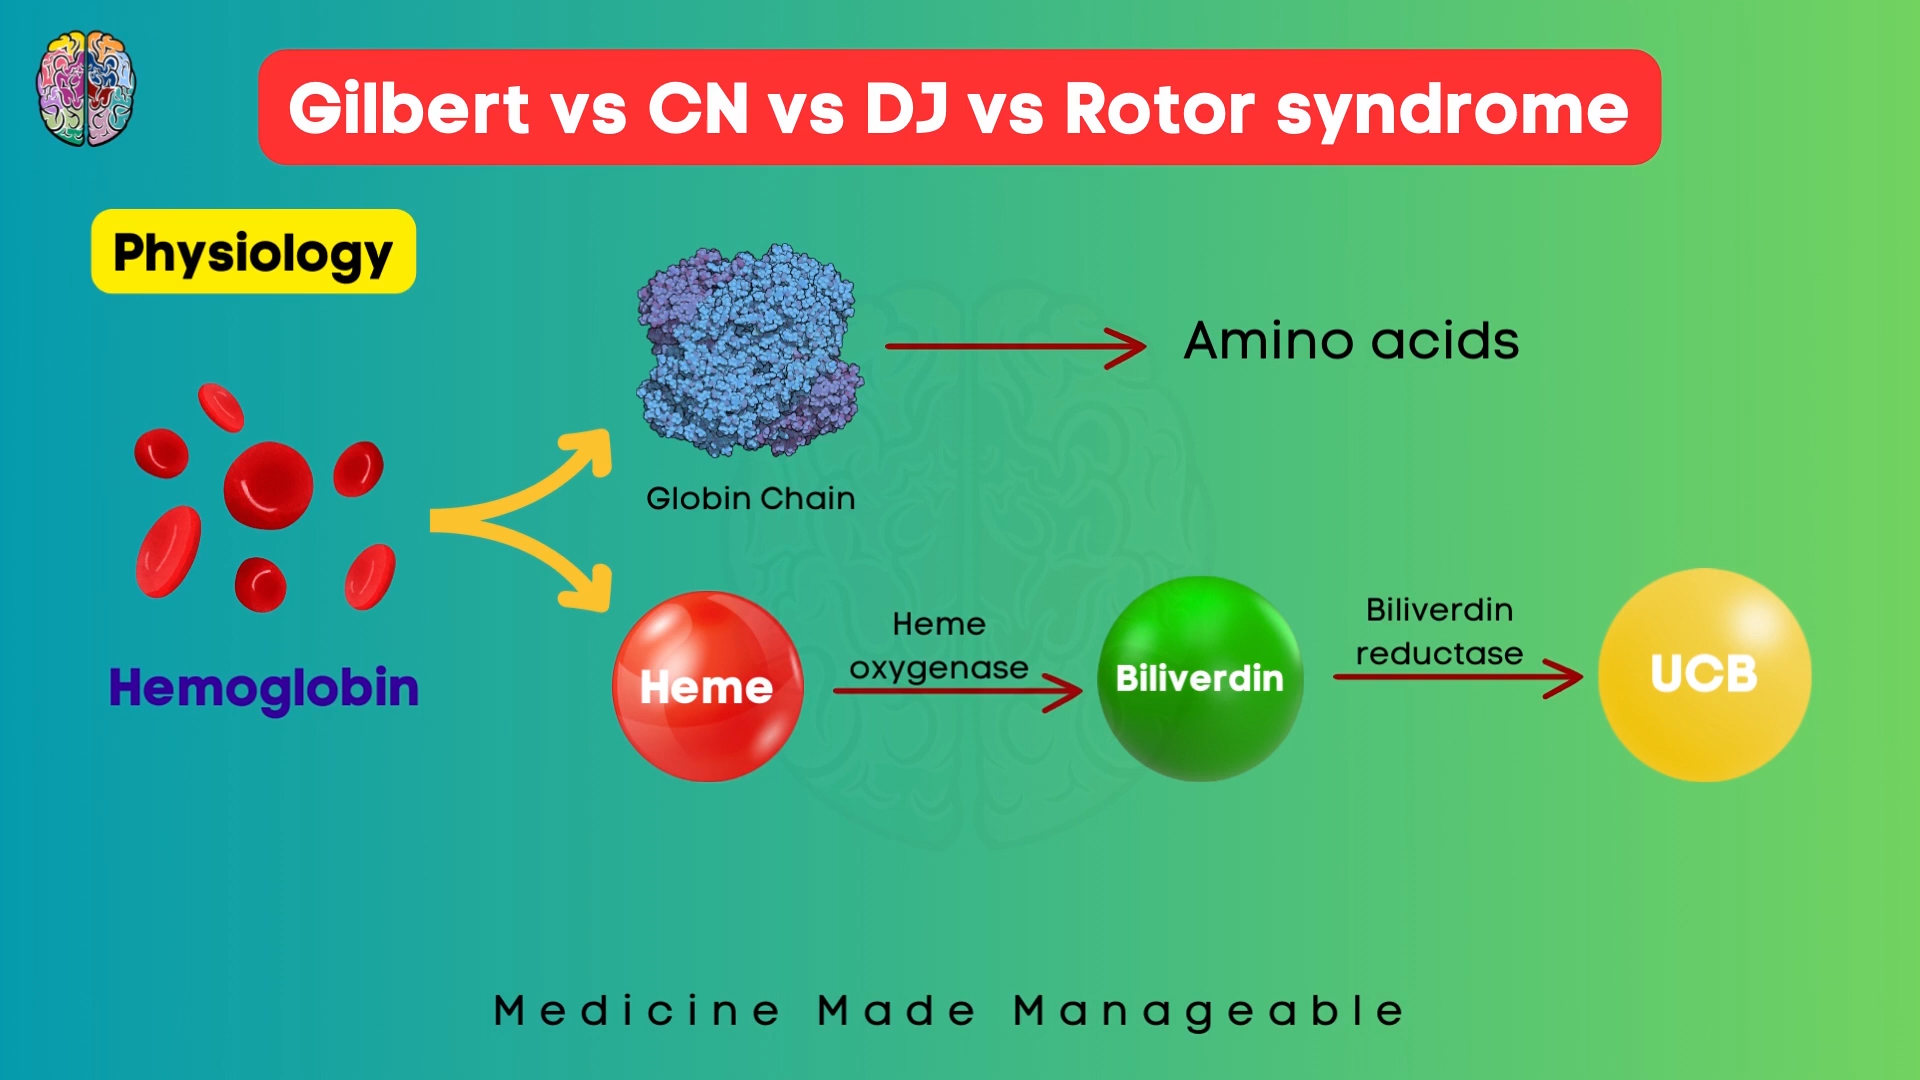 Gilbert vs CN vs DJ vs Rotor syndrome
Physiology
Amino acids
Globin Chain
Hemoglobin
Heme
Heme
oxygenase
Biliverdin
Biliverdin
reductase
UCB
Medicine Made Manageable